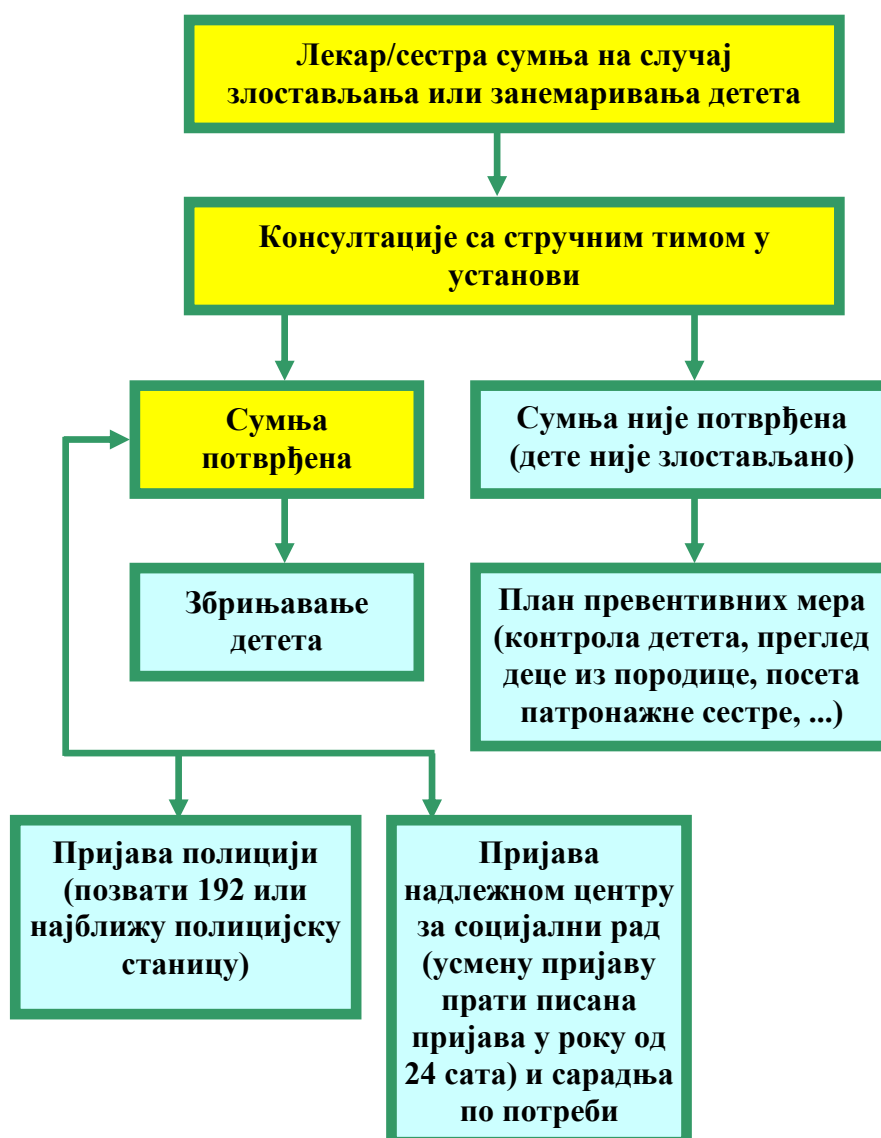 Лекар/сестра сумња на случај
злостављања или занемаривања детета
Консултације са стручним тимом у
установи
Сумња
потврђена
Сумња није потврђена
(дете није злостављано)
Збрињавање
детета
План превентивних мера
(контрола детета, преглед
деце из породице, посета
патронажне сестре, ...)
Пријава полицији
(позвати 192 или
најближу полицијску
станицу)
Пријава
надлежном центру
за социјални рад
(усмену пријаву
прати писана
пријава у року од
24 сата) и сарадња
по потреби